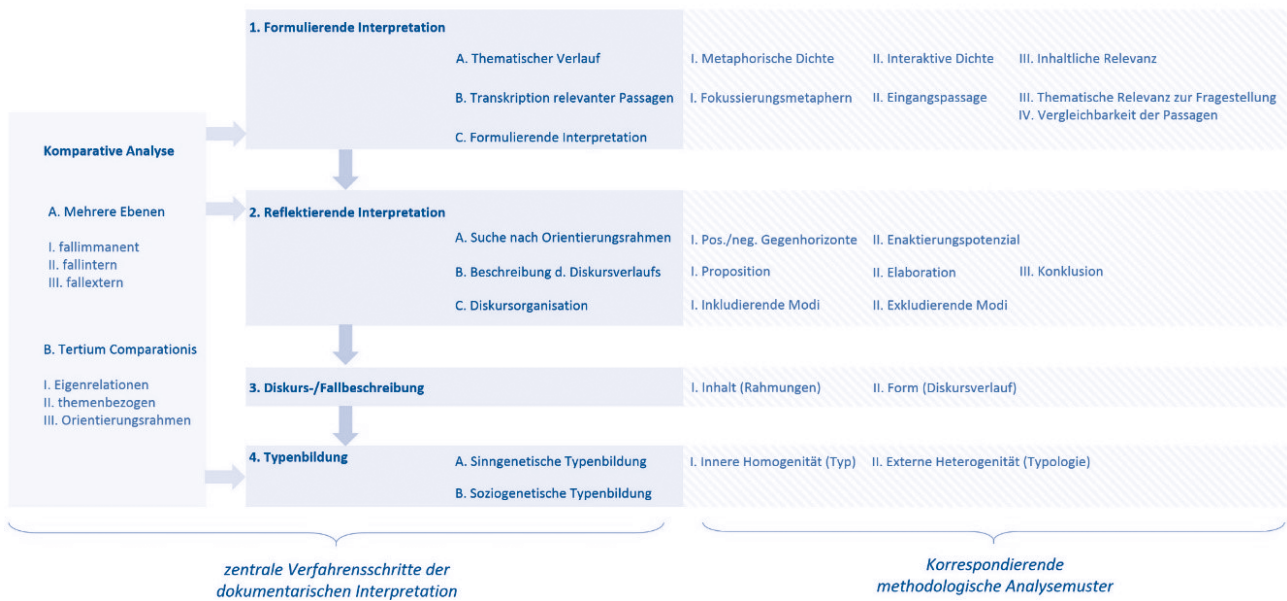 1. Formulierende Interpretation
A. Thematischer Verlauf
I. Metaphorische Dichte
II. Interaktive Dichte
III. Inhaltliche Relevanz
B. Transkription relevanter Passagen
I. Fokussierungsmetaphern
II. Eingangspassage
III. Thematische Relevanz zur Fragestellung
IV. Vergleichbarkeit der Passagen
C. Formulierende Interpretation
Komparative Analyse
A. Mehrere Ebenen
I. fallimmanent
II. fallintern
III. fallextern
B. Tertium Comparationis
I. Eigenrelationen
II. themenbezogen
III. Orientierungsrahmen
2. Reflektierende Interpretation
A. Suche nach Orientierungsrahmen
I. Pos./neg. Gegenhorizonte
II. Enaktierungspotenzial
B. Beschreibung d. Diskursverlaufs
I. Proposition
II. Elaboration
III. Konklusion
C. Diskursorganisation
I. Inkludierende Modi
II. Exkludierende Modi
3. Diskurs-/Fallbeschreibung
I. Inhalt (Rahmungen)
II. Form (Diskursverlauf)
4. Typenbildung
A. Sinngenetische Typenbildung
I. Innere Homogenität (Typ)
II. Externe Heterogenität (Typologie)
B. Soziogenetische Typenbildung
zentrale Verfahrensschritte der
dokumentarischen Interpretation
Korrespondierende
methodologische Analysemuster